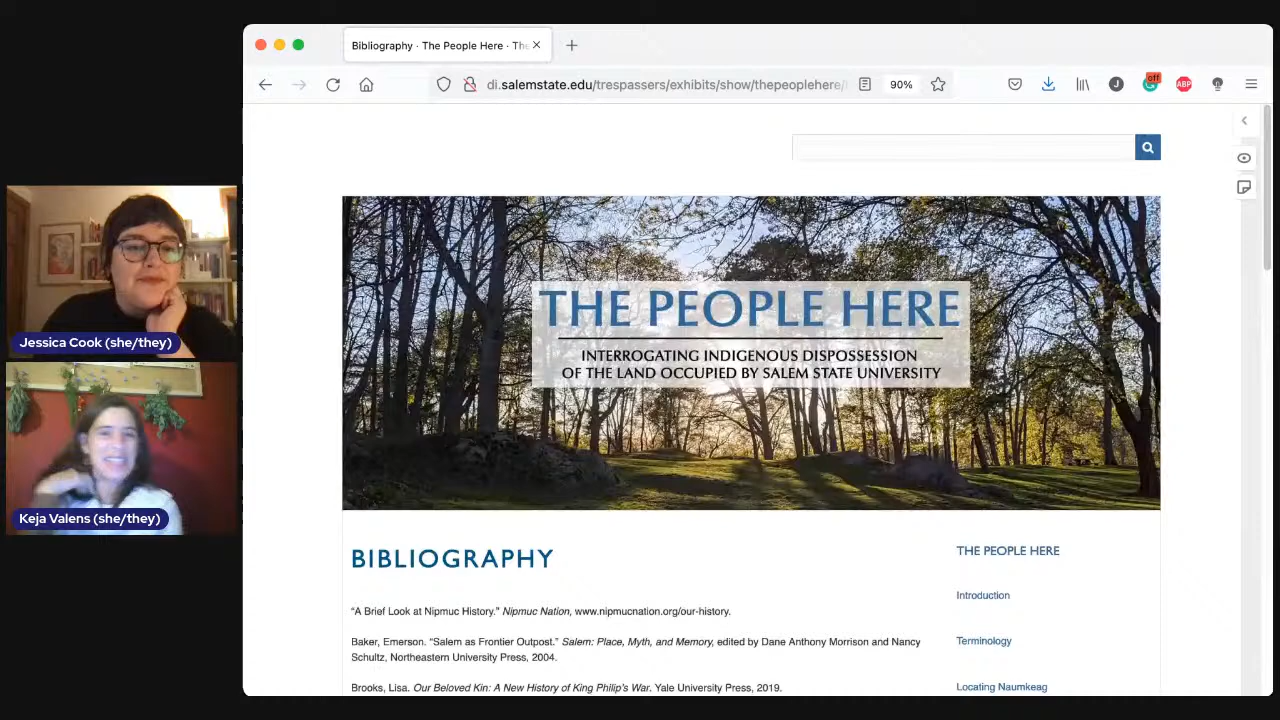 Bibliography · The People Here · The
di.salemstate.edu/trespassers/exhibits/show/thepeoplehere/
90%
J
off
ABP
THE PEOPLE HERE
INTERROGATING INDIGENOUS DISPOSSESSION
OF THE LAND OCCUPIED BY SALEM STATE UNIVERSITY
Jessica Cook (she/they)
Keja Valens (she/they)
BIBLIOGRAPHY
“A Brief Look at Nipmuc History.” Nipmuc Nation, www.nipmucnation.org/our-history.
Baker, Emerson. “Salem as Frontier Outpost.” Salem: Place, Myth, and Memory, edited by Dane Anthony Morrison and Nancy
Schultz, Northeastern University Press, 2004.
Brooks, Lisa. Our Beloved Kin: A New History of King Philip’s War. Yale University Press, 2019.
THE PEOPLE HERE
Introduction
Terminology
Locating Naumkeag